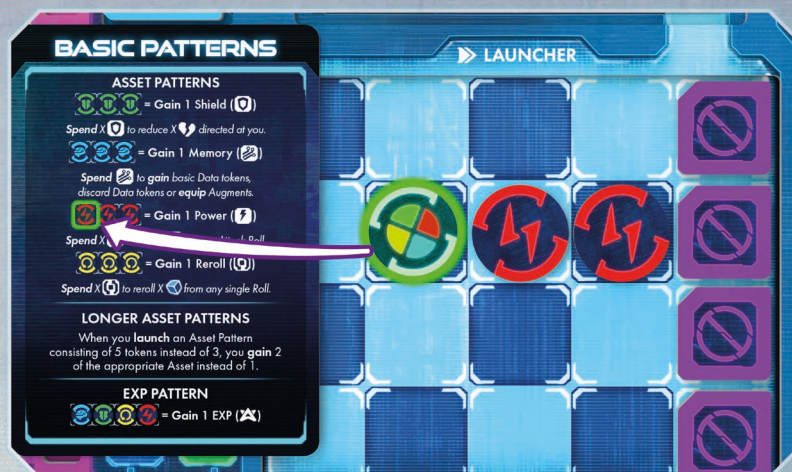 BASIC PATTERNS
LAUNCHER
ASSET PATTERNS
= Gain 1 Shield ( )
Spend X to reduce X directed at you.
= Gain 1 Memory ( )
Spend to gain basic Data tokens,
discard Data tokens or equip Augments.
= Gain 1 Power ( )
Spend X Roll.
= Gain 1 Reroll ( )
Spend X to reroll X from any single Roll.
LONGER ASSET PATTERNS
When you launch an Asset Pattern
consisting of 5 tokens instead of 3, you gain 2
of the appropriate Asset instead of 1.
EXP PATTERN
= Gain 1 EXP ( )